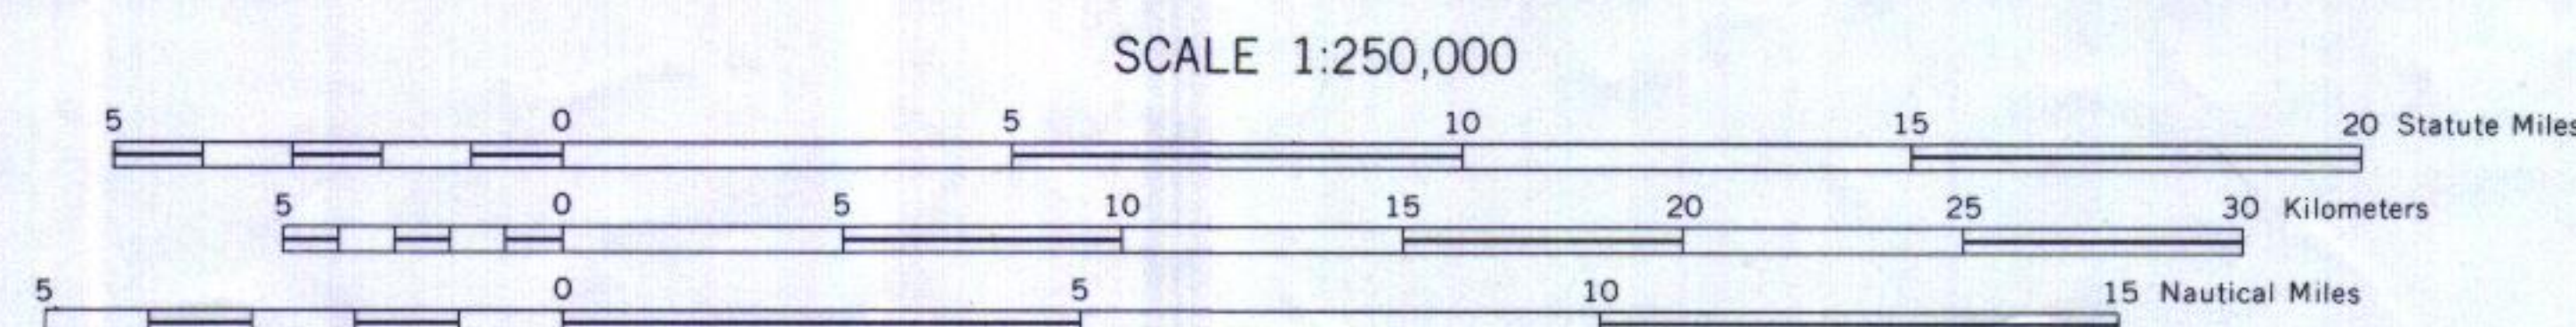 SCALE 1:250,000
5 0 5 10 15 20 Statute Miles
5 0 5 10 15 20 25 30 Kilometers
5 0 5 10 15 Nautical Miles